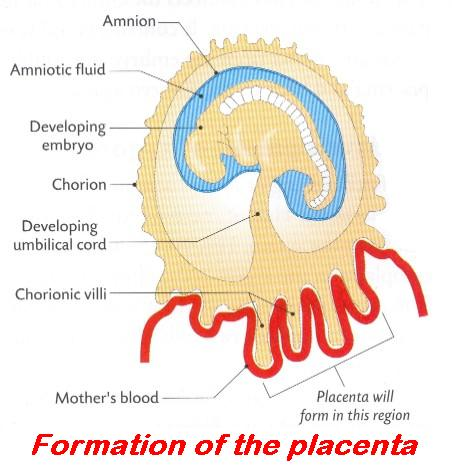 Amnion
Amniotic fluid
Developing
embryo
Chorion
Developing
umbilical cord
Chorionic villi
Mother's blood
Placenta will
form in this region
Formation of the placenta